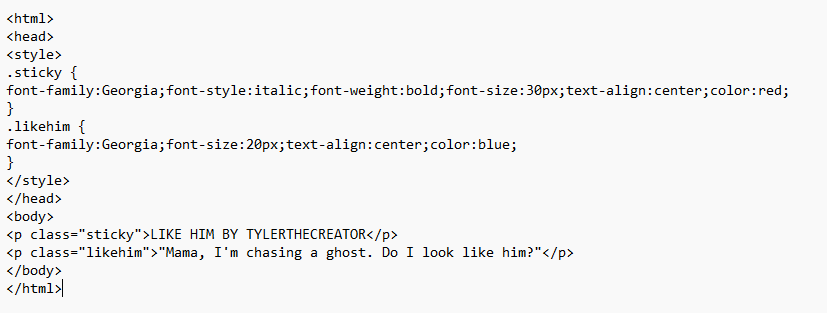 <html>
<head>
<style>
.sticky {
font-family:Georgia;font-style:italic;font-weight:bold;font-size:30px;text-align:center;color:red;
}
.likehim {
font-family:Georgia;font-size:20px;text-align:center;color:blue;
}
</style>
</head>
<body>
<p class="sticky">LIKE HIM BY TYLERTHECREATOR</p>
<p class="likehim">"Mama, I'm chasing a ghost. Do I look like him?"</p>
</body>
</html>